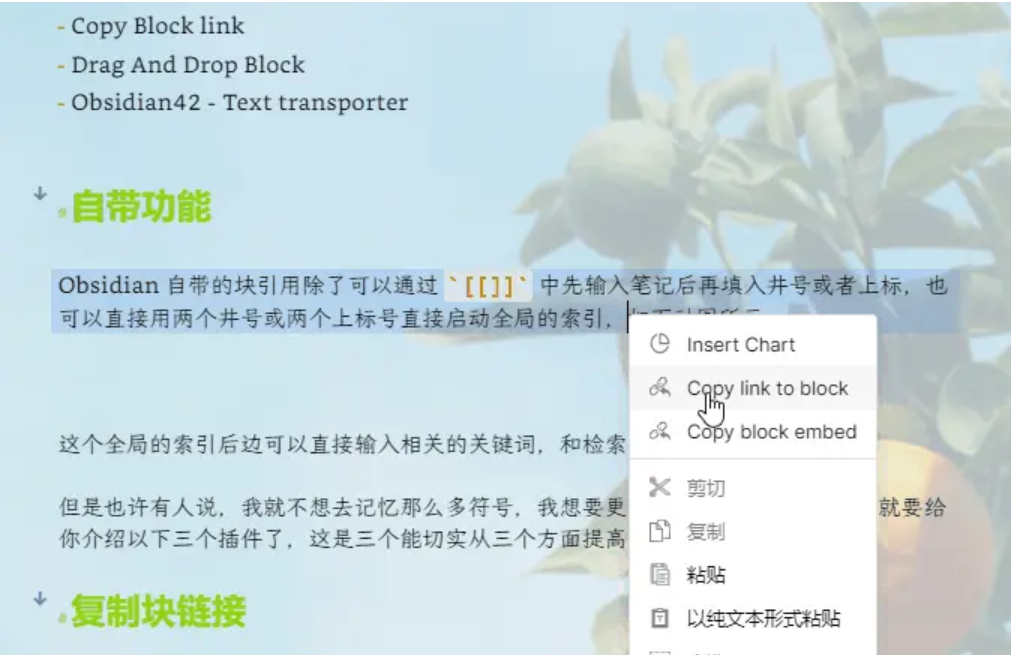 - Copy Block link
- Drag And Drop Block
- Obsidian42 - Text transporter
自带功能
Obsidian 自带的块引用除了可以通过 `[[]]` 中先输入笔记后再填入井号或者上标，也
可以直接用两个井号或两个上标号直接启动全局的索引，
Insert Chart
Copy link to block
Copy block embed
剪切
复制
粘贴
以纯文本形式粘贴
这个全局的索引后边可以直接输入相关的关键词，和检索
但是也许有人说，我就不想去记忆那么多符号，我想要更 就要给
你介绍以下三个插件了，这是三个能切实从三个方面提高
复制块链接